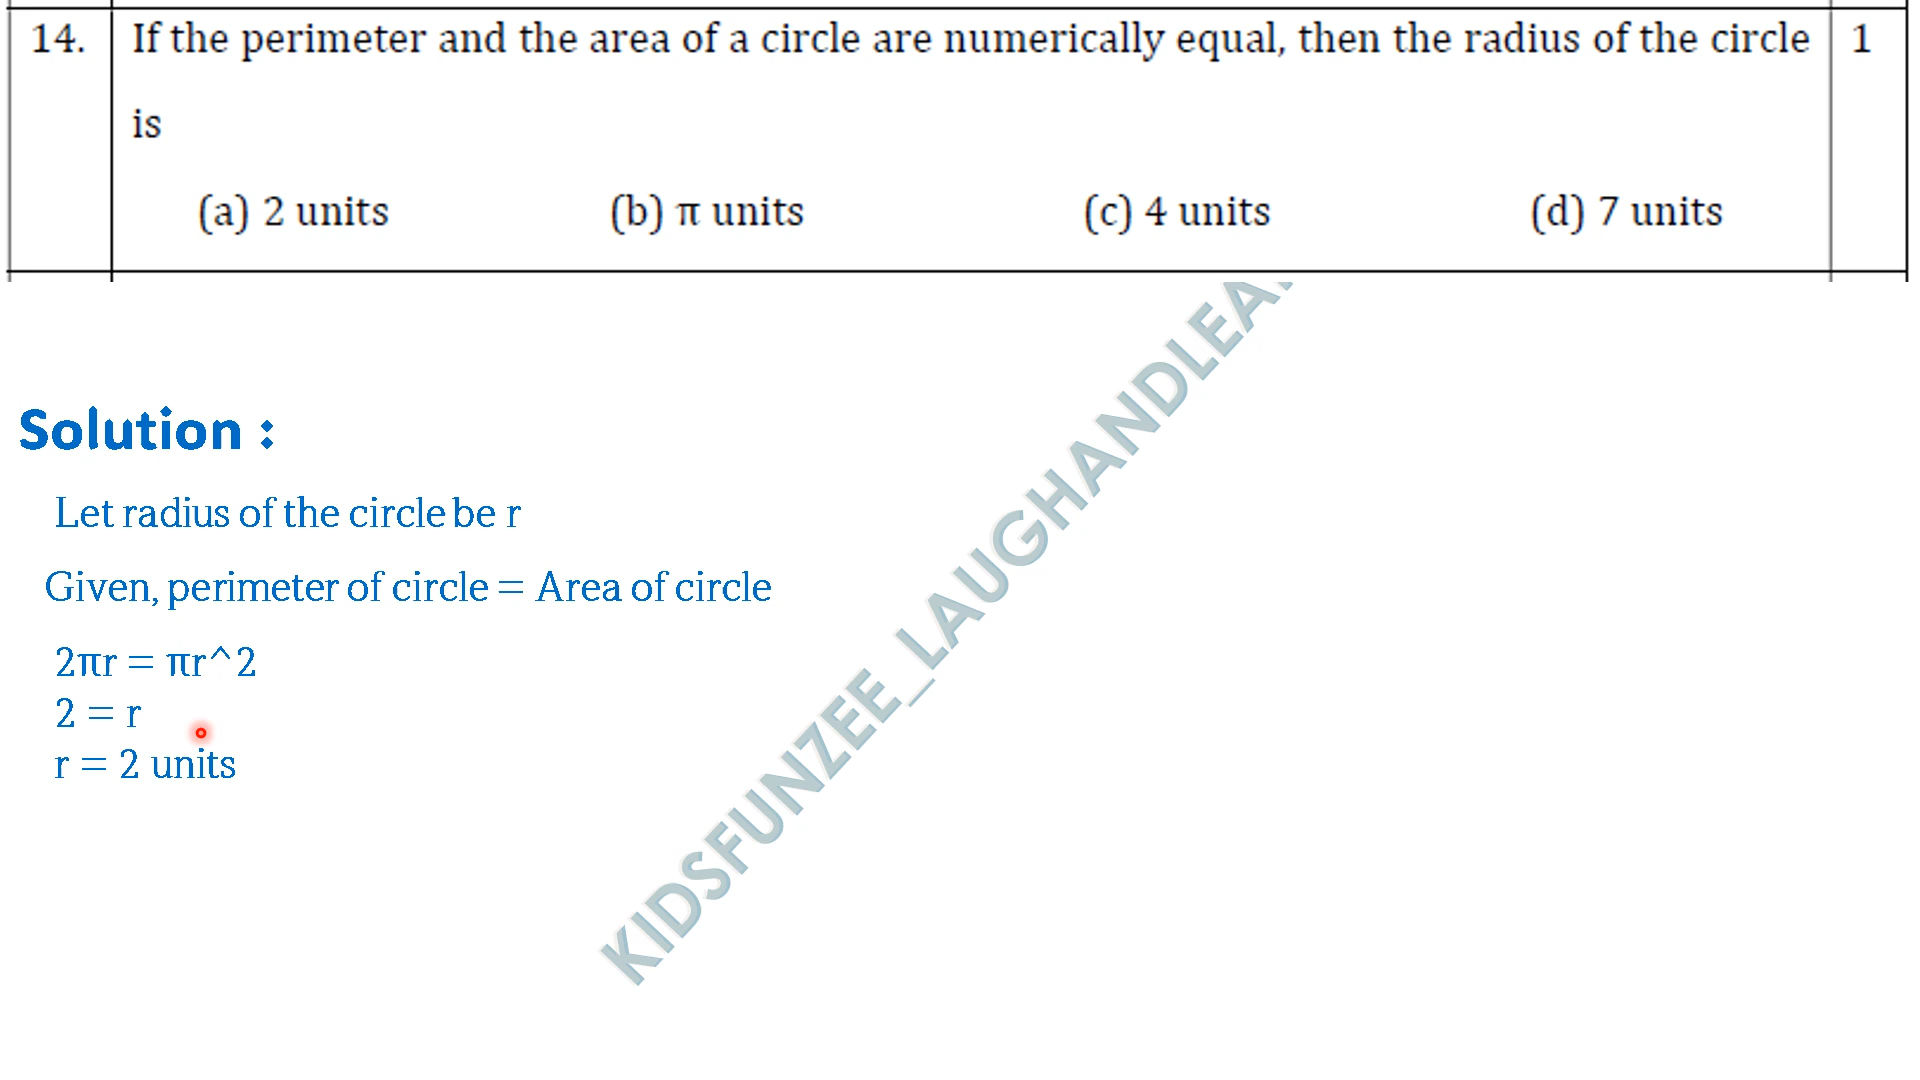 14. If the perimeter and the area of a circle are numerically equal, then the radius of the circle 1
is
(a) 2 units (b) π units (c) 4 units (d) 7 units
Solution :
Let radius of the circle be r
Given, perimeter of circle = Area of circle
2πr = πr^2
2 = r
r = 2 units